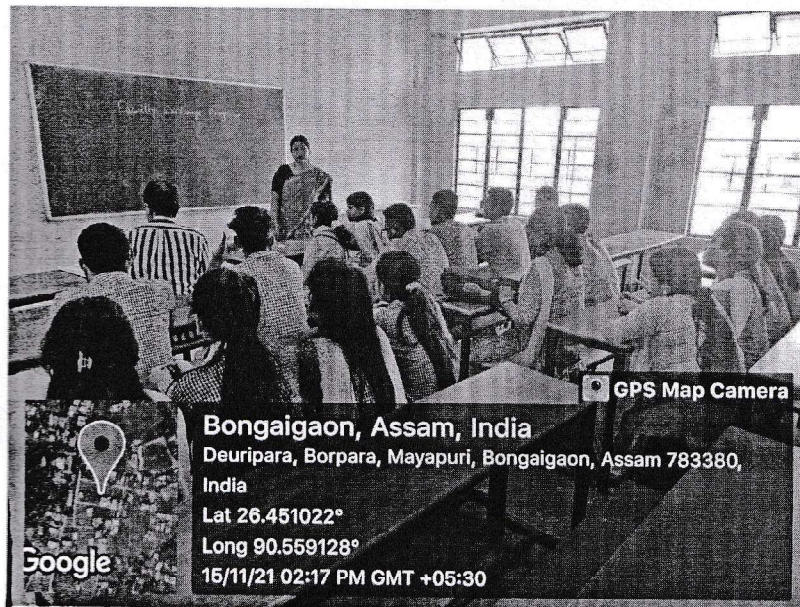 GPS Map Camera
Bongaigaon, Assam, India
Deuripara, Borpara, Mayapuri, Bongaigaon, Assam 783380,
India
Lat 26.451022°
Long 90.559128°
15/11/21 02:17 PM GMT +05:30
Google